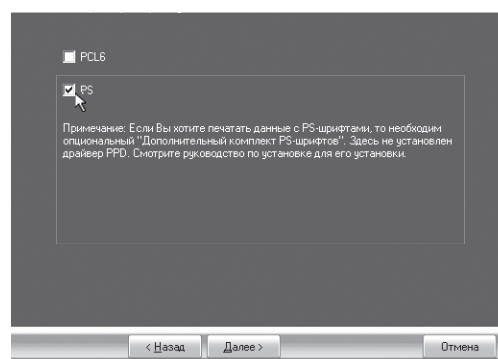 PCL6
PS
Примечание: Если Вы хотите печатать данные с PS-шрифтами, то необходим
опциональный "Дополнительный комплект PS-шрифтов". Здесь не установлен
драйвер PPD. Смотрите руководство по установке для его установки.
< Назад Далее > Отмена